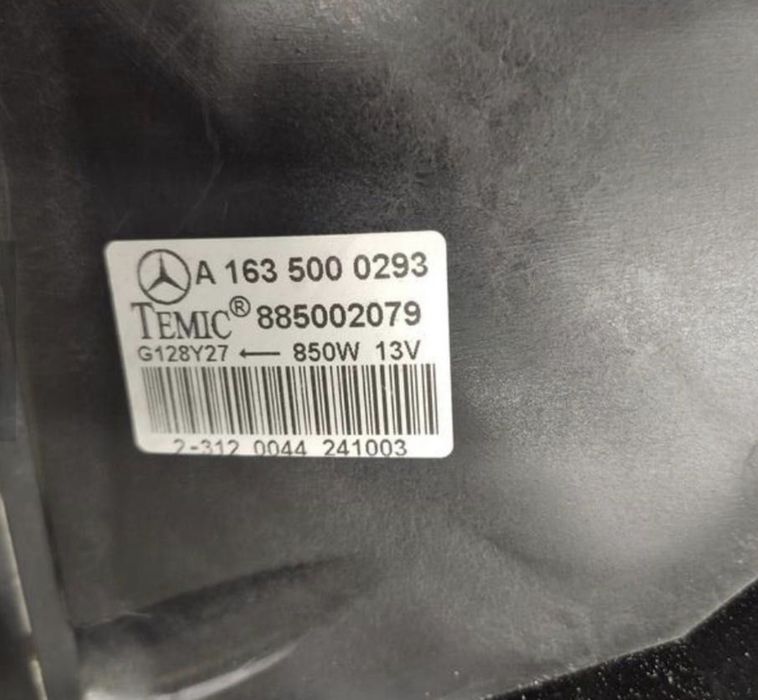 A 163 500 0293
TEMIC® 885002079
G128Y27 ← 850W 13V
2-312 0044 241003